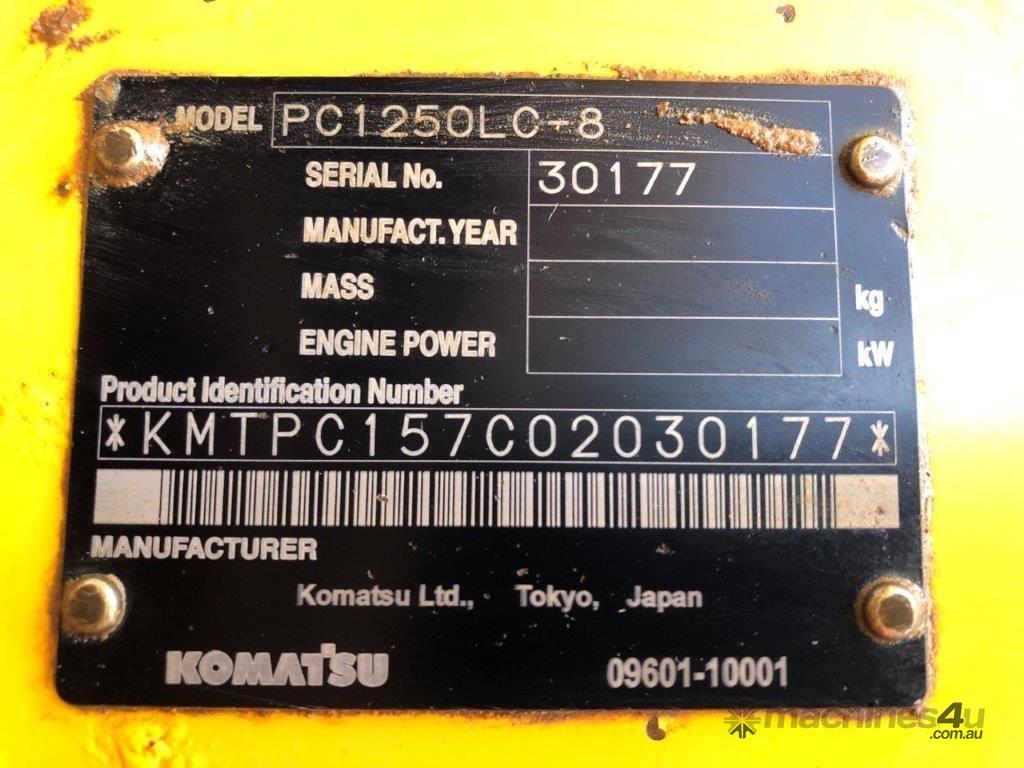 MODEL PC1250LC-8
SERIAL No. 30177
MANUFACT. YEAR
MASS kg
ENGINE POWER kW
Product Identification Number
*KMTPC157C02030177*
MANUFACTURER
Komatsu Ltd., Tokyo, Japan
KOMATSU 09601-10001
machines4u
.com.au